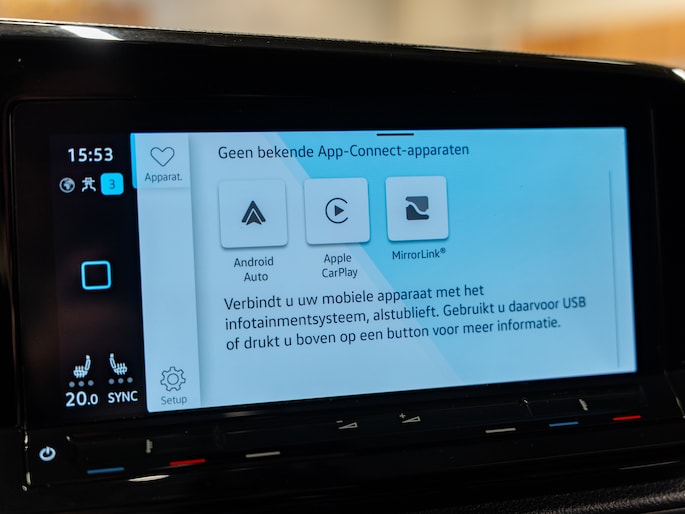 15:53
3
Apparat.
Geen bekende App-Connect-apparaten
Android
Auto
Apple
CarPlay
MirrorLink®
Verbindt u uw mobiele apparaat met het
infotainmentsysteem, alstublieft. Gebruikt u daarvoor USB
of drukt u boven op een button voor meer informatie.
Setup
20.0 SYNC